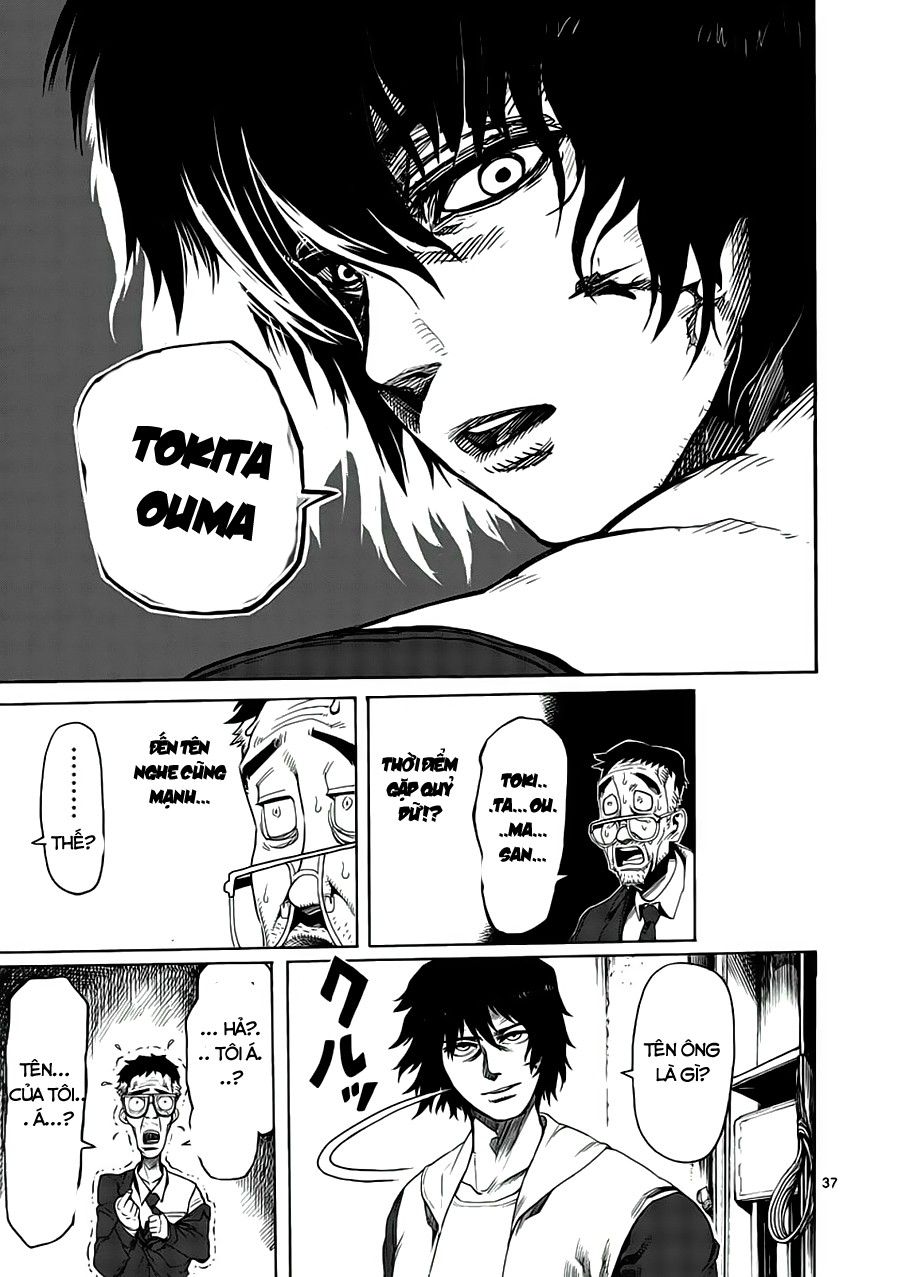 TOKITA
OUMA
TOKI.
.TA... OU.
..MA...
SAN...
THỜI ĐIỂM
GẶP QUỶ
DỮ!?
ĐẾN TÊN
NGHE CŨNG
MẠNH...
.........
THẾ?
TÊN ÔNG
LÀ GÌ?
クルッ
... HẢ?.
.. TÔI Á.
..?
TÊN...
CỦA TÔI..
. Á...?
37